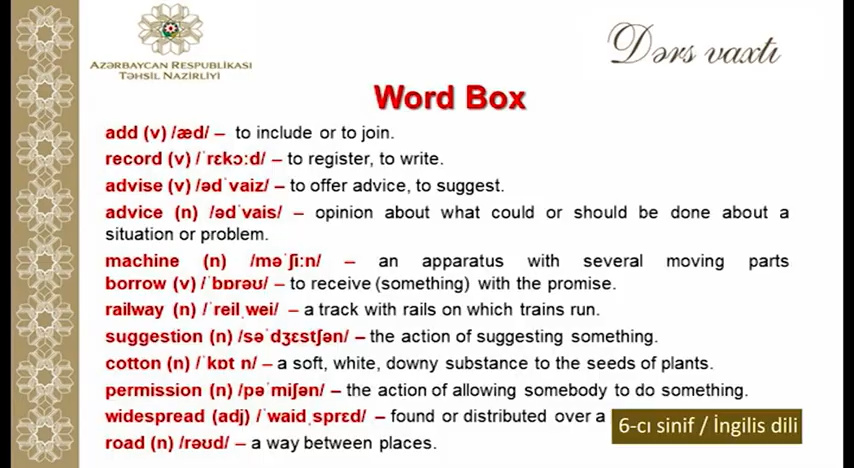 AZƏRBAYCAN RESPUBLİKASI
TƏHSİL NAZİRLİYİ
Dərs vaxtı
Word Box
add (v) /æd/ – to include or to join.
record (v) /ˈrɛkɔːd/ – to register, to write.
advise (v) /ədˈvaiz/ – to offer advice, to suggest.
advice (n) /ədˈvais/ – opinion about what could or should be done about a
situation or problem.
machine (n) /məˈʃiːn/ – an apparatus with several moving parts
borrow (v) /ˈbɒrəʊ/ – to receive (something) with the promise.
railway (n) /ˈreilˌwei/ – a track with rails on which trains run.
suggestion (n) /səˈdʒɛstʃən/ – the action of suggesting something.
cotton (n) /ˈkɒt n/ – a soft, white, downy substance to the seeds of plants.
permission (n) /pəˈmiʃən/ – the action of allowing somebody to do something.
widespread (adj) /ˈwaidˌsprɛd/ – found or distributed over a
road (n) /rəʊd/ – a way between places.
6-cı sinif / İngilis dili